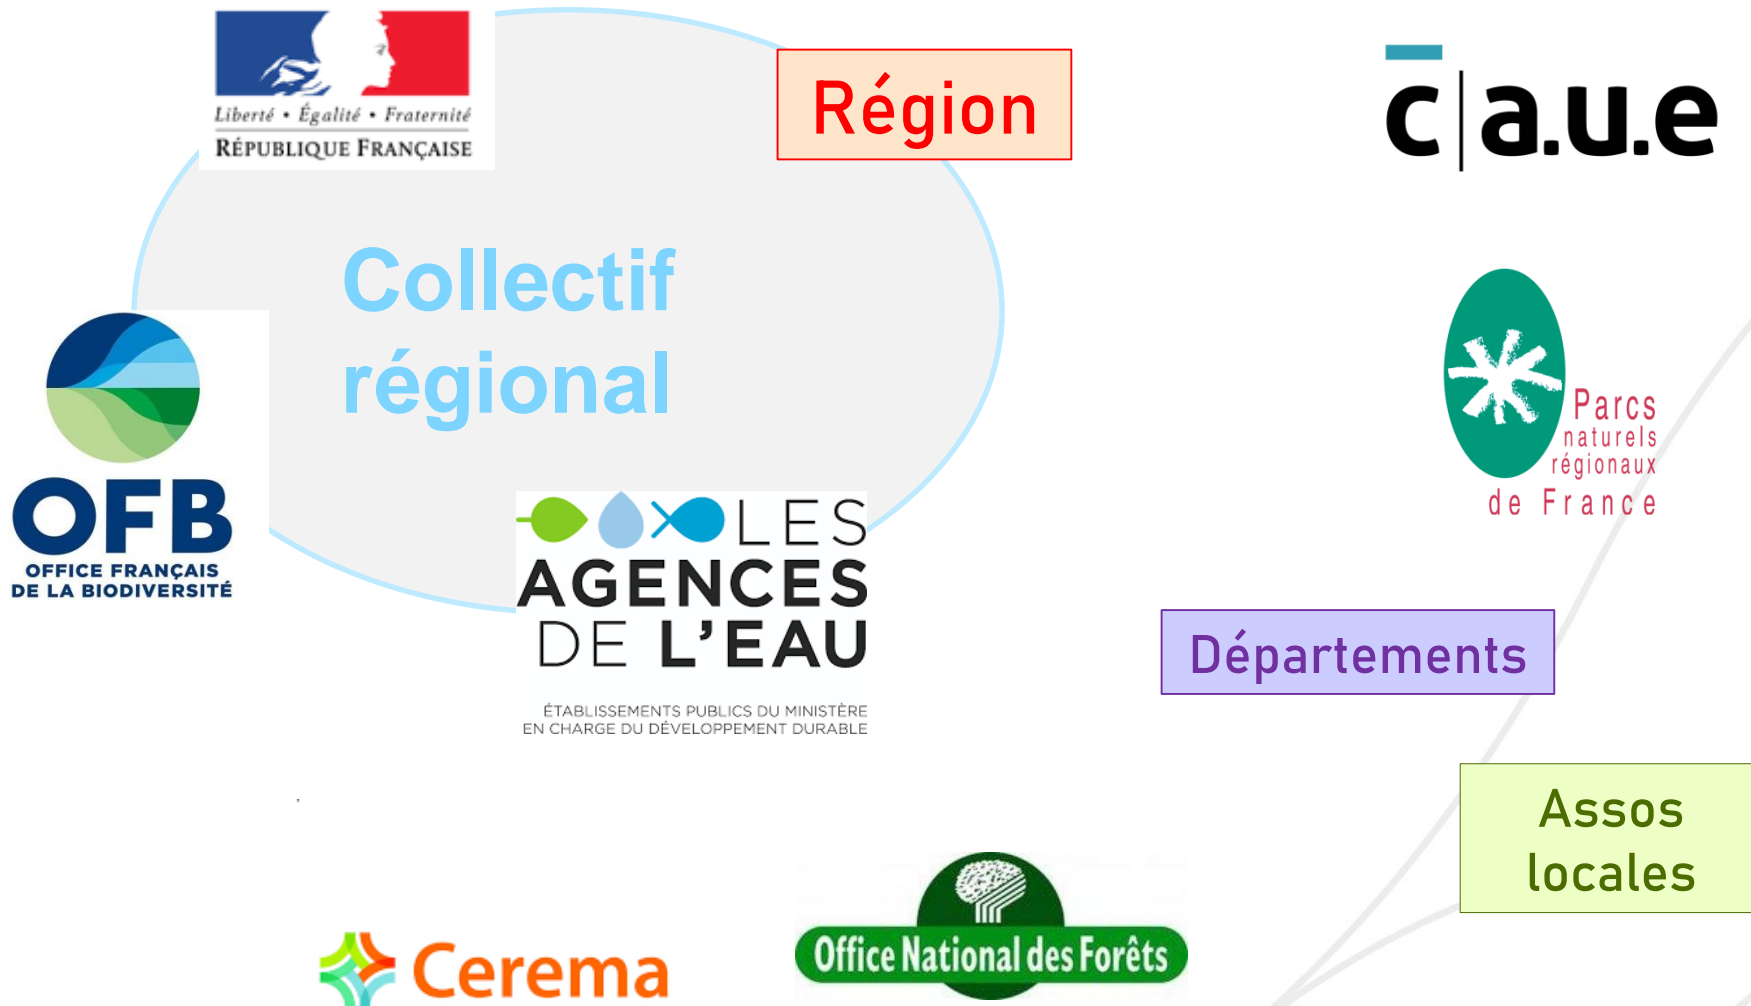 Liberté • Égalité • Fraternité
RÉPUBLIQUE FRANÇAISE
Région
c|a.u.e
Collectif
régional
OFB
OFFICE FRANÇAIS
DE LA BIODIVERSITÉ
Parcs
naturels
régionaux
de France
LES
AGENCES
DE L'EAU
ÉTABLISSEMENTS PUBLICS DU MINISTÈRE
EN CHARGE DU DÉVELOPPEMENT DURABLE
Départements
Assos
locales
Office National des Forêts
Cerema